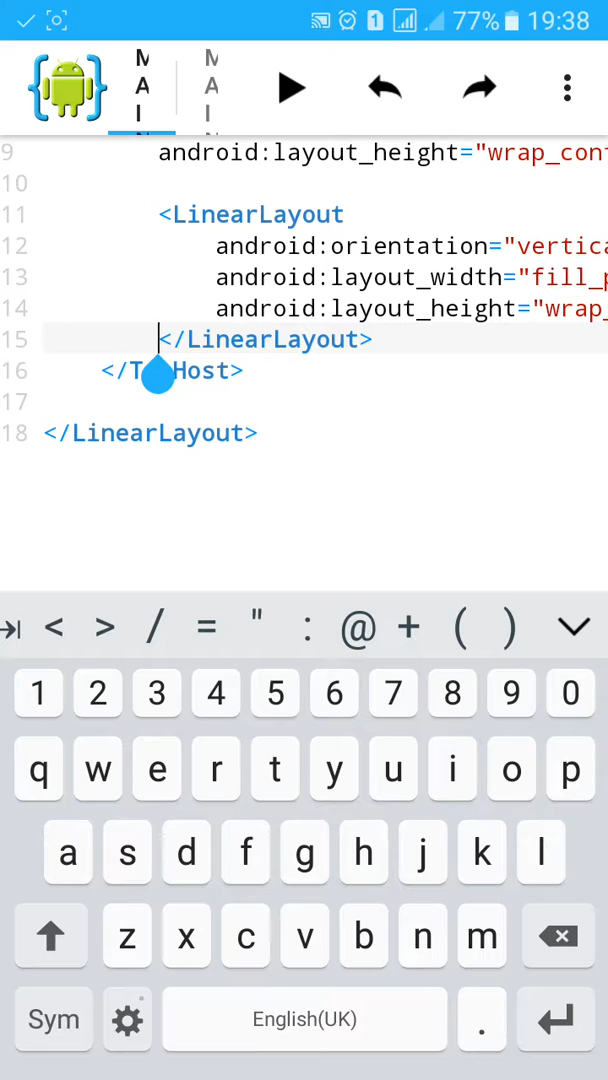 1 77% 19:38
M
A
I
M
A
I
9 android:layout_height="wrap_con
10
11 <LinearLayout
12 android:orientation="vertica
13 android:layout_width="fill_p
14 android:layout_height="wrap_
15 </LinearLayout>
16 </T Host>
17
18 </LinearLayout>
< > / = " : @ + ( )
1 2 3 4 5 6 7 8 9 0
q w e r t y u i o p
a s d f g h j k l
z x c v b n m
Sym English(UK) .